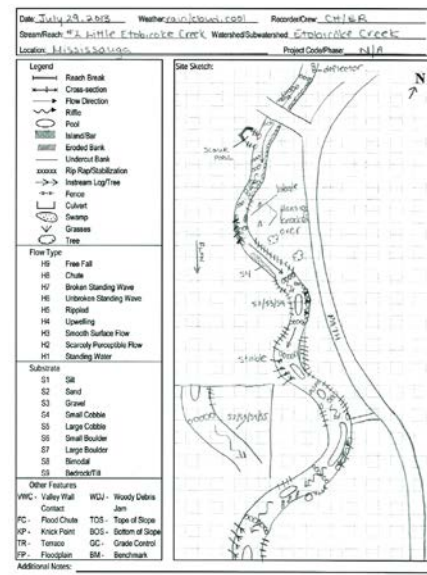 Date: July 29, 2013 Weather: rain/cloud, cool Recorder/Crew: CH/ER
Stream/Reach: #2 Little Etobicoke Creek Watershed/Subwatershed: Etobicoke Creek
Location: Mississauga Project Code/Phase: N/A
Legend
Reach Break
Cross-section
Flow Direction
Riffle
Pool
Island/Bar
Eroded Bank
Undercut Bank
Rip Rap/Stabilization
Instream Log/Tree
Fence
Culvert
Swamp
Grasses
Tree
Flow Type
H9 Free Fall
H8 Chute
H7 Broken Standing Wave
H6 Unbroken Standing Wave
H5 Rippled
H4 Upwelling
H3 Smooth Surface Flow
H2 Scarcely Perceptible Flow
H1 Standing Water
Substrate
S1 Silt
S2 Sand
S3 Gravel
S4 Small Cobble
S5 Large Cobble
S6 Small Boulder
S7 Large Boulder
S8 Bimodal
S9 Bedrock/Till
Other Features
VWC - Valley Wall Contact WDJ - Woody Debris Jam
FC - Flood Chute TOS - Tope of Slope
KP - Knick Point BOS - Bottom of Slope
TR - Terrace GC - Grade Control
FP - Floodplain BM - Benchmark
Site Sketch:
deflector
N
scour
pool
over
S3
S4
PATH
stable
Additional Notes: